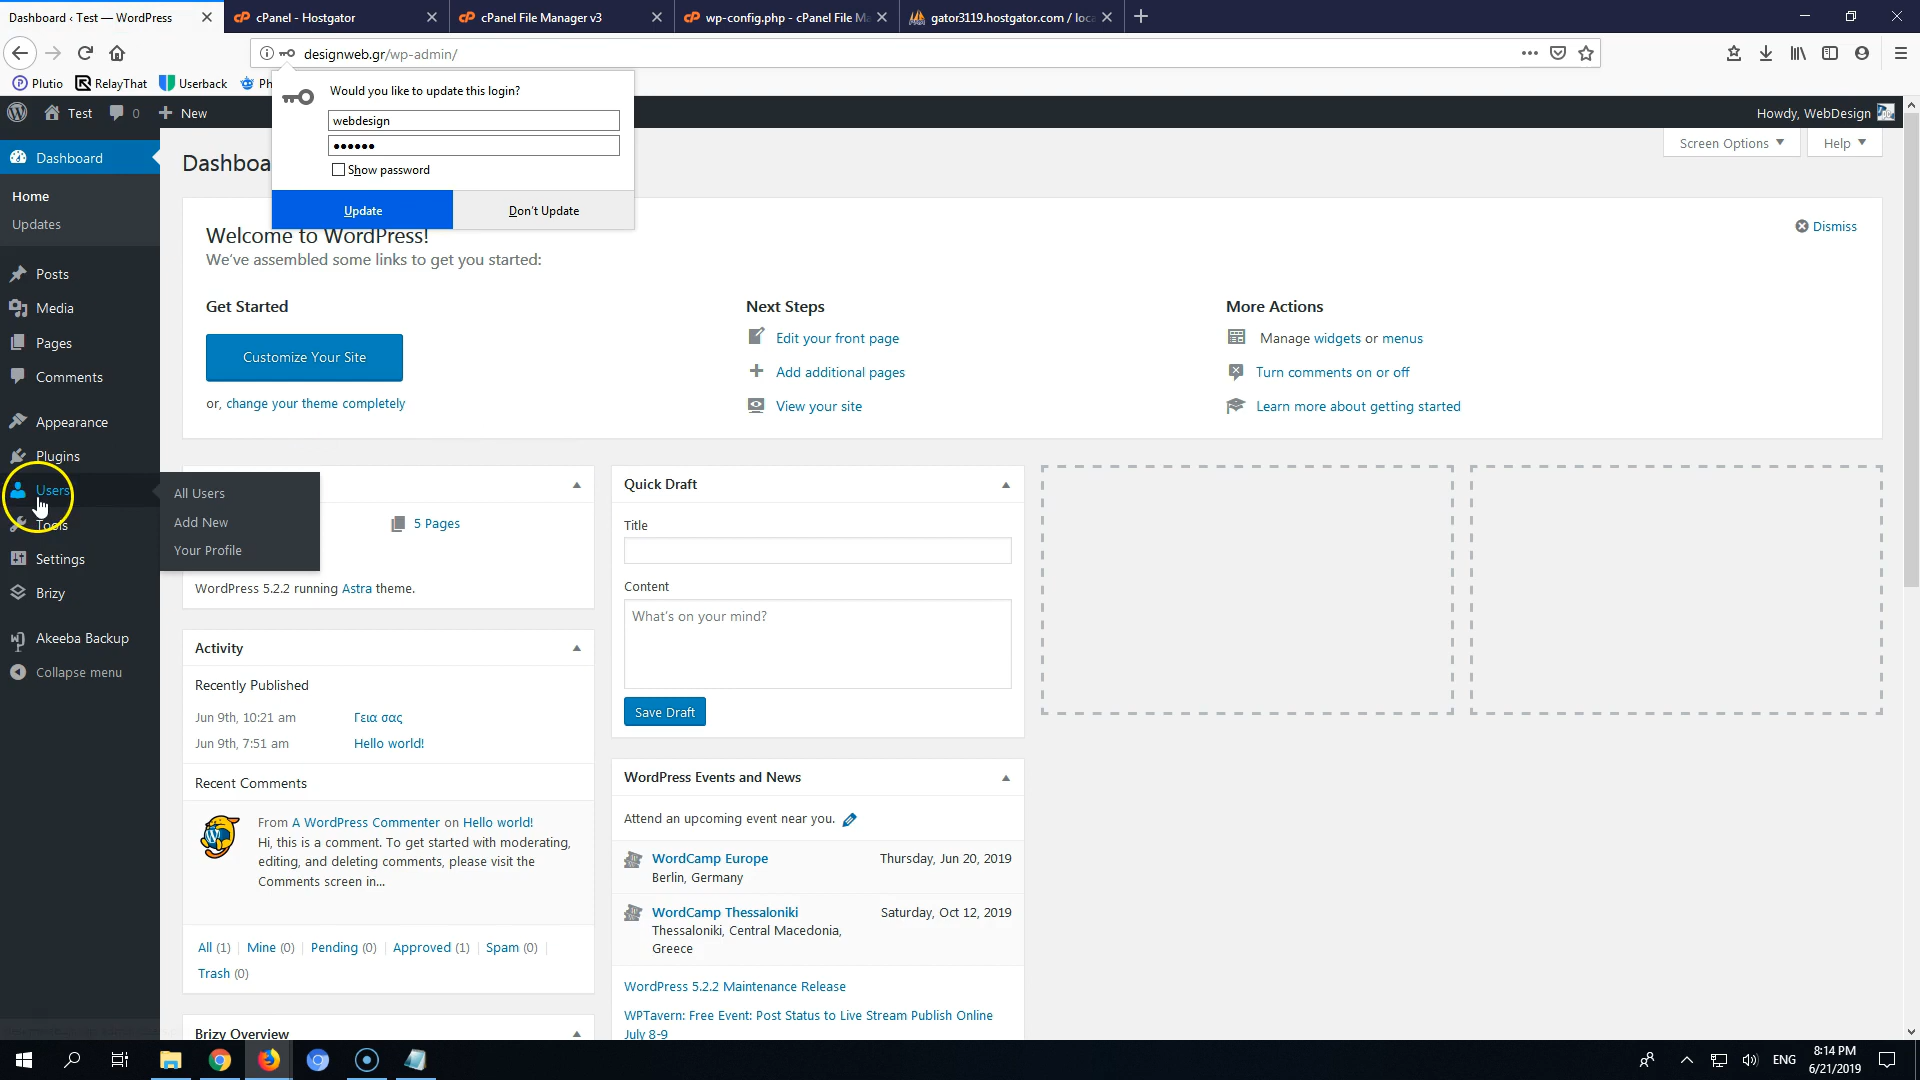 Dashboard ‹ Test — WordPress
cPanel - Hostgator
cPanel File Manager v3
wp-config.php - cPanel File Ma
gator3119.hostgator.com / loca
designweb.gr/wp-admin/
Plutio
RelayThat
Userback
Ph
Would you like to update this login?
webdesign
••••••
Show password
Update
Don't Update
Test
0
New
Howdy, WebDesign
Screen Options
Help
Dashboard
Home
Updates
Posts
Media
Pages
Comments
Appearance
Plugins
Users
Tools
Settings
Brizy
Akeeba Backup
Collapse menu
All Users
Add New
Your Profile
Dashboa
Welcome to WordPress!
We've assembled some links to get you started:
Dismiss
Get Started
Customize Your Site
or, change your theme completely
Next Steps
Edit your front page
Add additional pages
View your site
More Actions
Manage widgets or menus
Turn comments on or off
Learn more about getting started
5 Pages
WordPress 5.2.2 running Astra theme.
Activity
Recently Published
Jun 9th, 10:21 am Γεια σας
Jun 9th, 7:51 am Hello world!
Recent Comments
From A WordPress Commenter on Hello world!
Hi, this is a comment. To get started with moderating,
editing, and deleting comments, please visit the
Comments screen in...
All (1) | Mine (0) | Pending (0) | Approved (1) | Spam (0) |
Trash (0)
Brizy Overview
Quick Draft
Title
Content
What's on your mind?
Save Draft
WordPress Events and News
Attend an upcoming event near you.
WordCamp Europe Thursday, Jun 20, 2019
Berlin, Germany
WordCamp Thessaloniki Saturday, Oct 12, 2019
Thessaloniki, Central Macedonia,
Greece
WordPress 5.2.2 Maintenance Release
WPTavern: Free Event: Post Status to Live Stream Publish Online
July 8-9
ENG
8:14 PM
6/21/2019